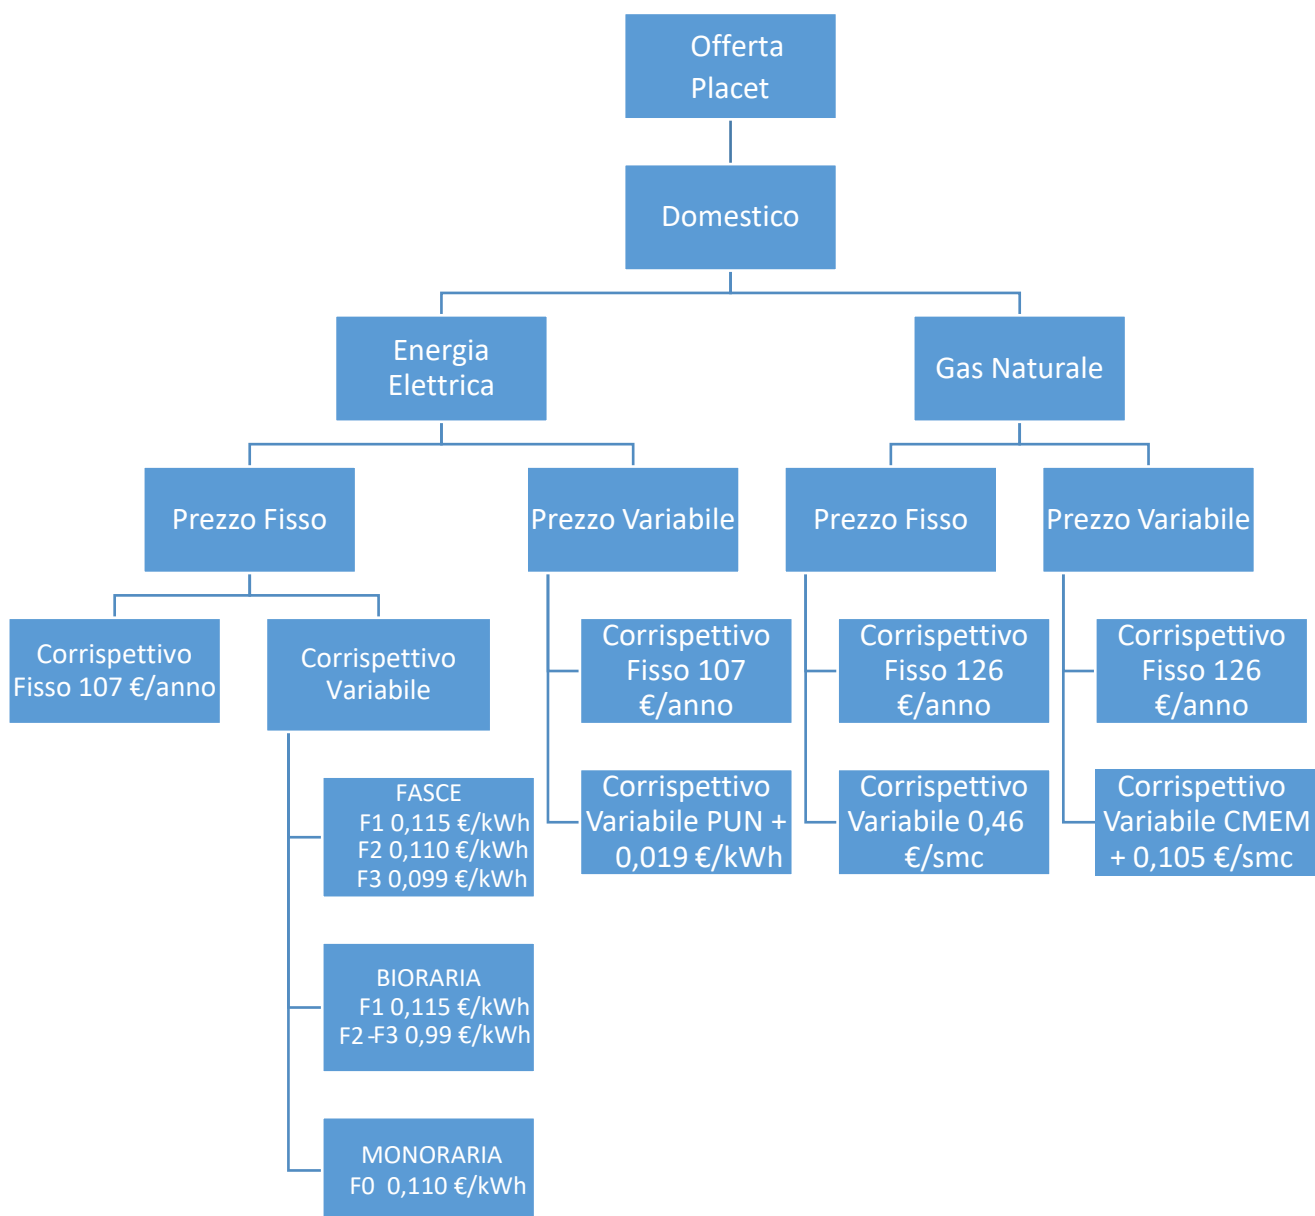 Offerta
Placet
Domestico
Energia
Elettrica
Gas Naturale
Prezzo Fisso
Prezzo Variabile
Prezzo Fisso
Prezzo Variabile
Corrispettivo
Fisso 107 €/anno
Corrispettivo
Variabile
Corrispettivo
Fisso 107
€/anno
Corrispettivo
Fisso 126
€/anno
Corrispettivo
Fisso 126
€/anno
FASCE
F1 0,115 €/kWh
F2 0,110 €/kWh
F3 0,099 €/kWh
Corrispettivo
Variabile PUN +
0,019 €/kWh
Corrispettivo
Variabile 0,46
€/smc
Corrispettivo
Variabile CMEM
+ 0,105 €/smc
BIORARIA
F1 0,115 €/kWh
F2-F3 0,99 €/kWh
MONORARIA
F0 0,110 €/kWh